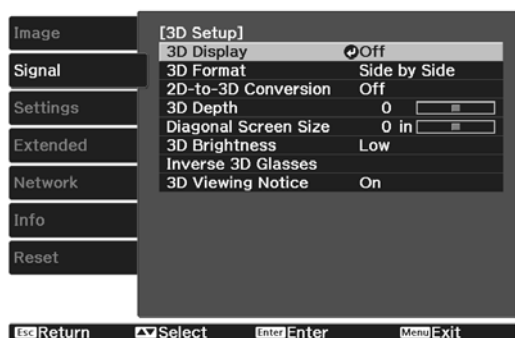 Image
Signal
Settings
Extended
Network
Info
Reset
[3D Setup]
3D Display Off
3D Format Side by Side
2D-to-3D Conversion Off
3D Depth 0
Diagonal Screen Size 0 in
3D Brightness Low
Inverse 3D Glasses
3D Viewing Notice On
Esc Return Select Enter Enter Menu Exit